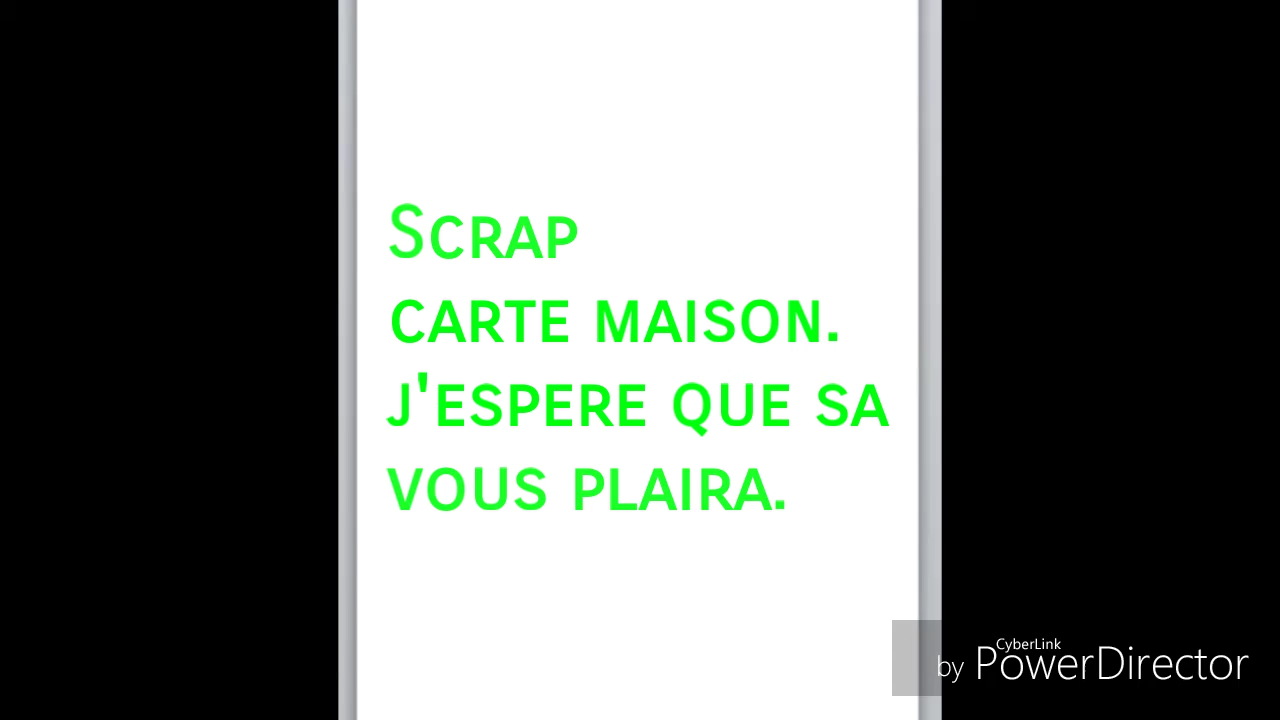 Scrap
carte maison.
j'espere que sa
vous plaira.
CyberLink
by PowerDirector